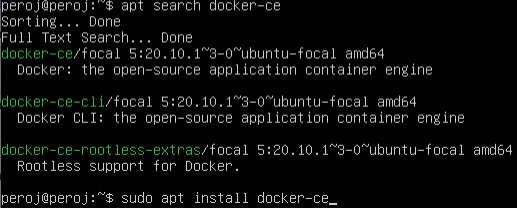 peroj@peroj:~$ apt search docker-ce
Sorting... Done
Full Text Search... Done
docker-ce/focal 5:20.10.1~3-0~ubuntu-focal amd64
  Docker: the open-source application container engine

docker-ce-cli/focal 5:20.10.1~3-0~ubuntu-focal amd64
  Docker CLI: the open-source application container engine

docker-ce-rootless-extras/focal 5:20.10.1~3-0~ubuntu-focal amd64
  Rootless support for Docker.

peroj@peroj:~$ sudo apt install docker-ce_